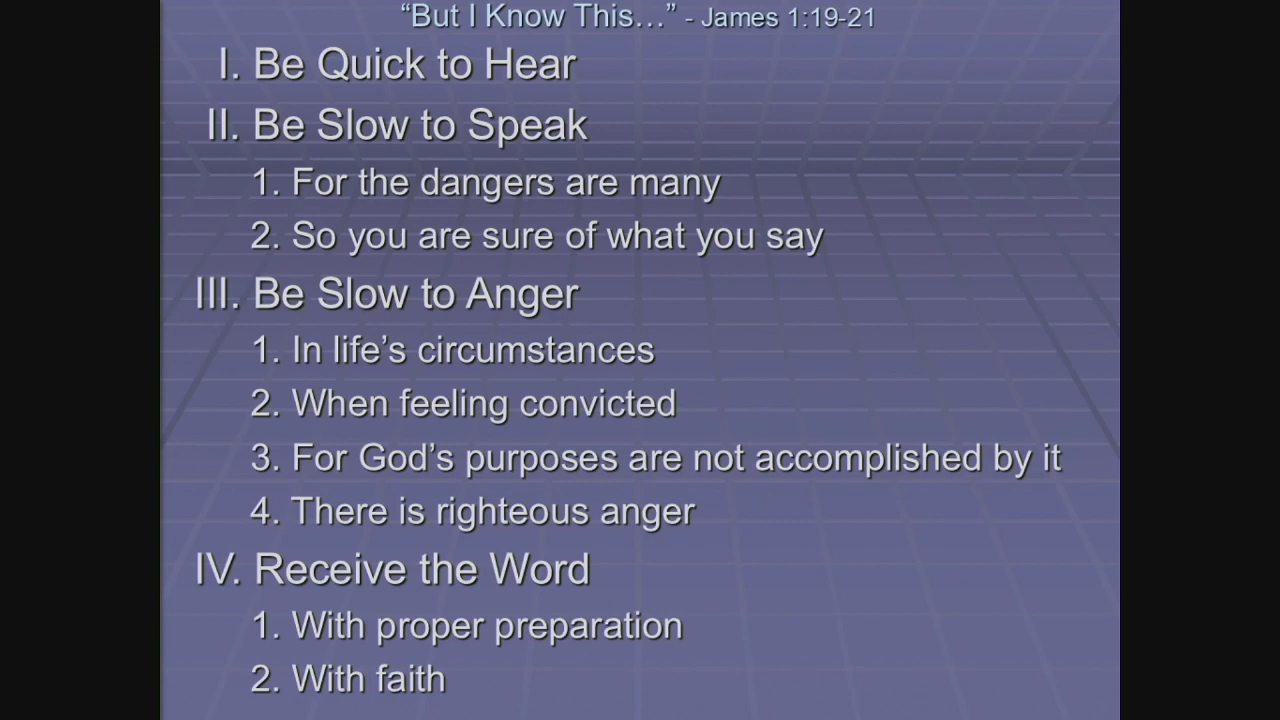 “But I Know This…” - James 1:19-21
I. Be Quick to Hear
II. Be Slow to Speak
1. For the dangers are many
2. So you are sure of what you say
III. Be Slow to Anger
1. In life’s circumstances
2. When feeling convicted
3. For God’s purposes are not accomplished by it
4. There is righteous anger
IV. Receive the Word
1. With proper preparation
2. With faith